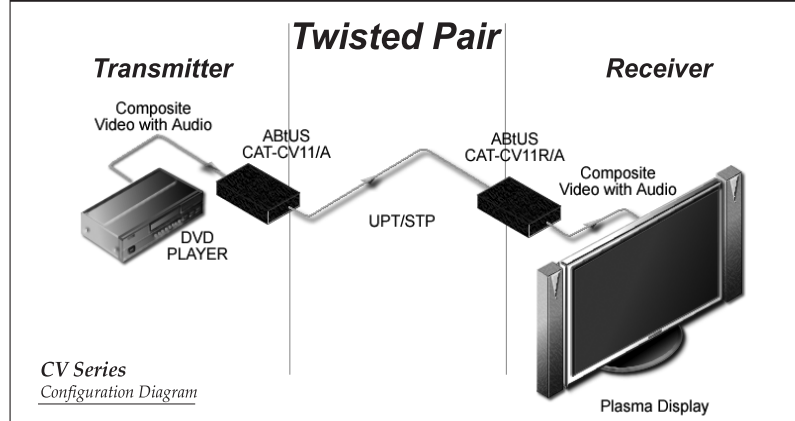 Twisted Pair
Transmitter
Receiver
Composite
Video with Audio
ABtUS
CAT-CV11/A
ABtUS
CAT-CV11R/A
Composite
Video with Audio
UPT/STP
DVD
PLAYER
CV Series
Configuration Diagram
Plasma Display